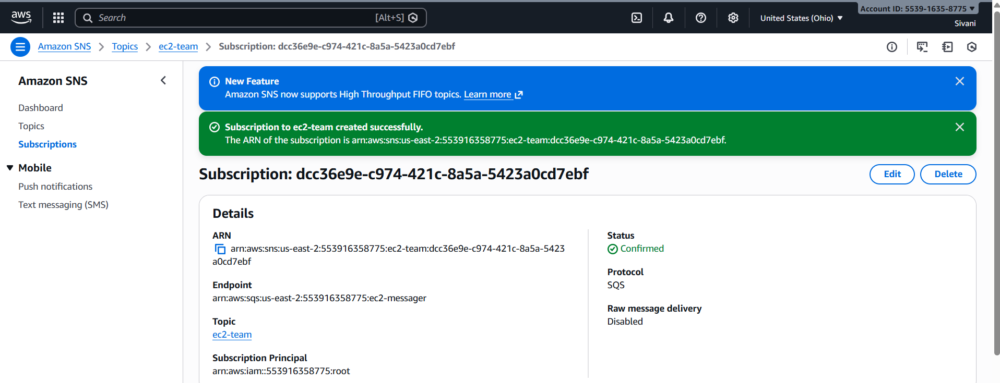 aws
Search
[Alt+S]
United States (Ohio) ▼
Account ID: 5539-1635-8775 ▼
Sivani
Amazon SNS > Topics > ec2-team > Subscription: dcc36e9e-c974-421c-8a5a-5423a0cd7ebf
Amazon SNS
Dashboard
Topics
Subscriptions
Mobile
Push notifications
Text messaging (SMS)
New Feature
Amazon SNS now supports High Throughput FIFO topics. Learn more
Subscription to ec2-team created successfully.
The ARN of the subscription is arn:aws:sns:us-east-2:553916358775:ec2-team:dcc36e9e-c974-421c-8a5a-5423a0cd7ebf.
Subscription: dcc36e9e-c974-421c-8a5a-5423a0cd7ebf
Edit
Delete
Details
ARN
arn:aws:sns:us-east-2:553916358775:ec2-team:dcc36e9e-c974-421c-8a5a-5423
a0cd7ebf
Endpoint
arn:aws:sqs:us-east-2:553916358775:ec2-messager
Topic
ec2-team
Subscription Principal
arn:aws:iam::553916358775:root
Status
Confirmed
Protocol
SQS
Raw message delivery
Disabled